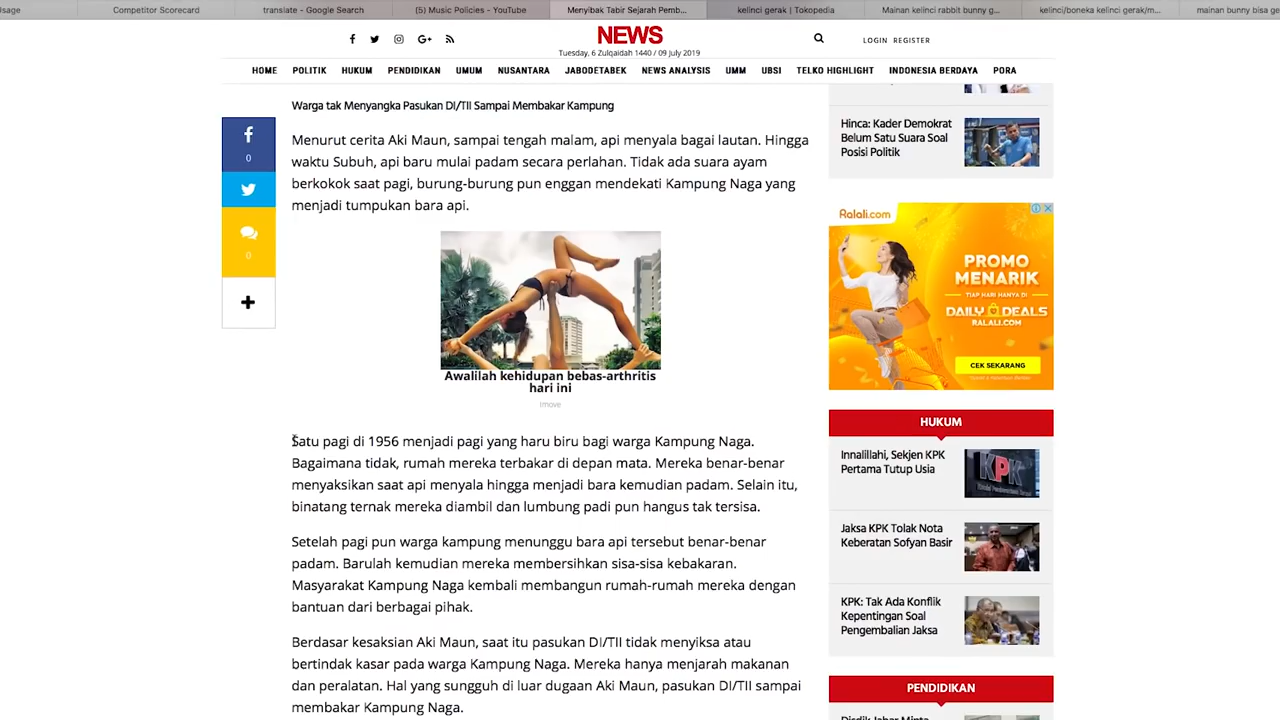 sage
Competitor Scorecard
translate - Google Search
(5) Music Policies - YouTube
Menyibak Tabir Sejarah Pemb...
kelinci gerak | Tokopedia
Mainan kelinci rabbit bunny g...
kelinci/boneka kelinci gerak/m...
mainan bunny bisa ge
NEWS
Tuesday, 6 Zulqaidah 1440 / 09 July 2019
LOGIN REGISTER
HOME POLITIK HUKUM PENDIDIKAN UMUM NUSANTARA JABODETABEK NEWS ANALYSIS UMM UBSI TELKO HIGHLIGHT INDONESIA BERDAYA PORA
0
0
Warga tak Menyangka Pasukan DI/TII Sampai Membakar Kampung
Menurut cerita Aki Maun, sampai tengah malam, api menyala bagai lautan. Hingga
waktu Subuh, api baru mulai padam secara perlahan. Tidak ada suara ayam
berkokok saat pagi, burung-burung pun enggan mendekati Kampung Naga yang
menjadi tumpukan bara api.
Awalilah kehidupan bebas-arthritis
hari ini
Imove
Satu pagi di 1956 menjadi pagi yang haru biru bagi warga Kampung Naga.
Bagaimana tidak, rumah mereka terbakar di depan mata. Mereka benar-benar
menyaksikan saat api menyala hingga menjadi bara kemudian padam. Selain itu,
binatang ternak mereka diambil dan lumbung padi pun hangus tak tersisa.
Setelah pagi pun warga kampung menunggu bara api tersebut benar-benar
padam. Barulah kemudian mereka membersihkan sisa-sisa kebakaran.
Masyarakat Kampung Naga kembali membangun rumah-rumah mereka dengan
bantuan dari berbagai pihak.
Berdasar kesaksian Aki Maun, saat itu pasukan DI/TII tidak menyiksa atau
bertindak kasar pada warga Kampung Naga. Mereka hanya menjarah makanan
dan peralatan. Hal yang sungguh di luar dugaan Aki Maun, pasukan DI/TII sampai
membakar Kampung Naga.
Hinca: Kader Demokrat
Belum Satu Suara Soal
Posisi Politik
Ralali.com
PROMO
MENARIK
TIAP HARI HANYA DI
DAILY DEALS
RALALI.COM
CEK SEKARANG
HUKUM
Innalillahi, Sekjen KPK
Pertama Tutup Usia
KPK
Jaksa KPK Tolak Nota
Keberatan Sofyan Basir
KPK: Tak Ada Konflik
Kepentingan Soal
Pengembalian Jaksa
PENDIDIKAN